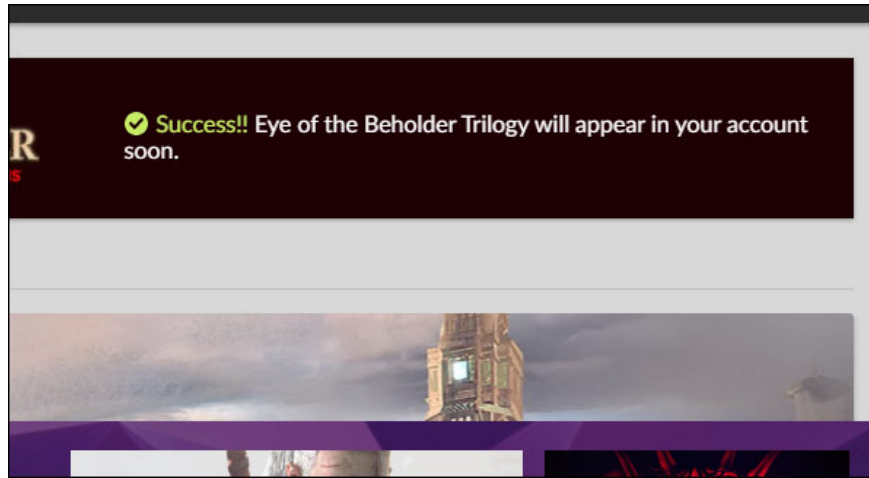 Success!! Eye of the Beholder Trilogy will appear in your account
soon.
R